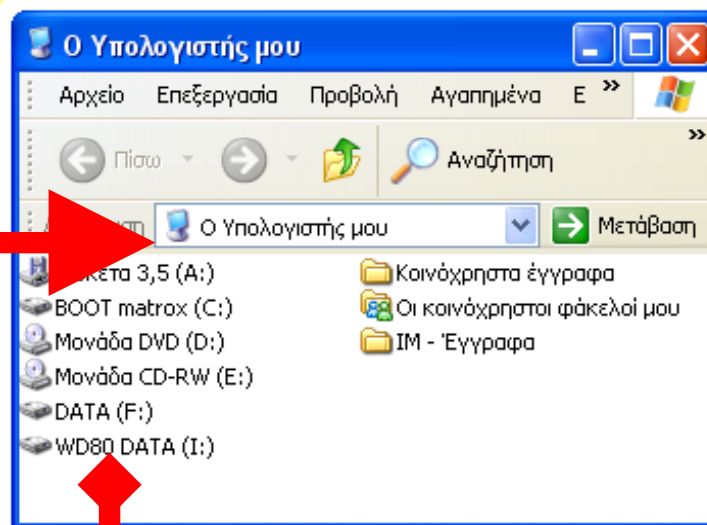 Ο Υπολογιστής μου
Αρχείο Επεξεργασία Προβολή Αγαπημένα Ε »
Πίσω Αναζήτηση »
Ο Υπολογιστής μου Μετάβαση
3,5 (A:) Κοινόχρηστα έγγραφα
BOOT matrox (C:) Οι κοινόχρηστοι φάκελοί μου
Μονάδα DVD (D:) IM - Έγγραφα
Μονάδα CD-RW (E:)
DATA (F:)
WD80 DATA (I:)